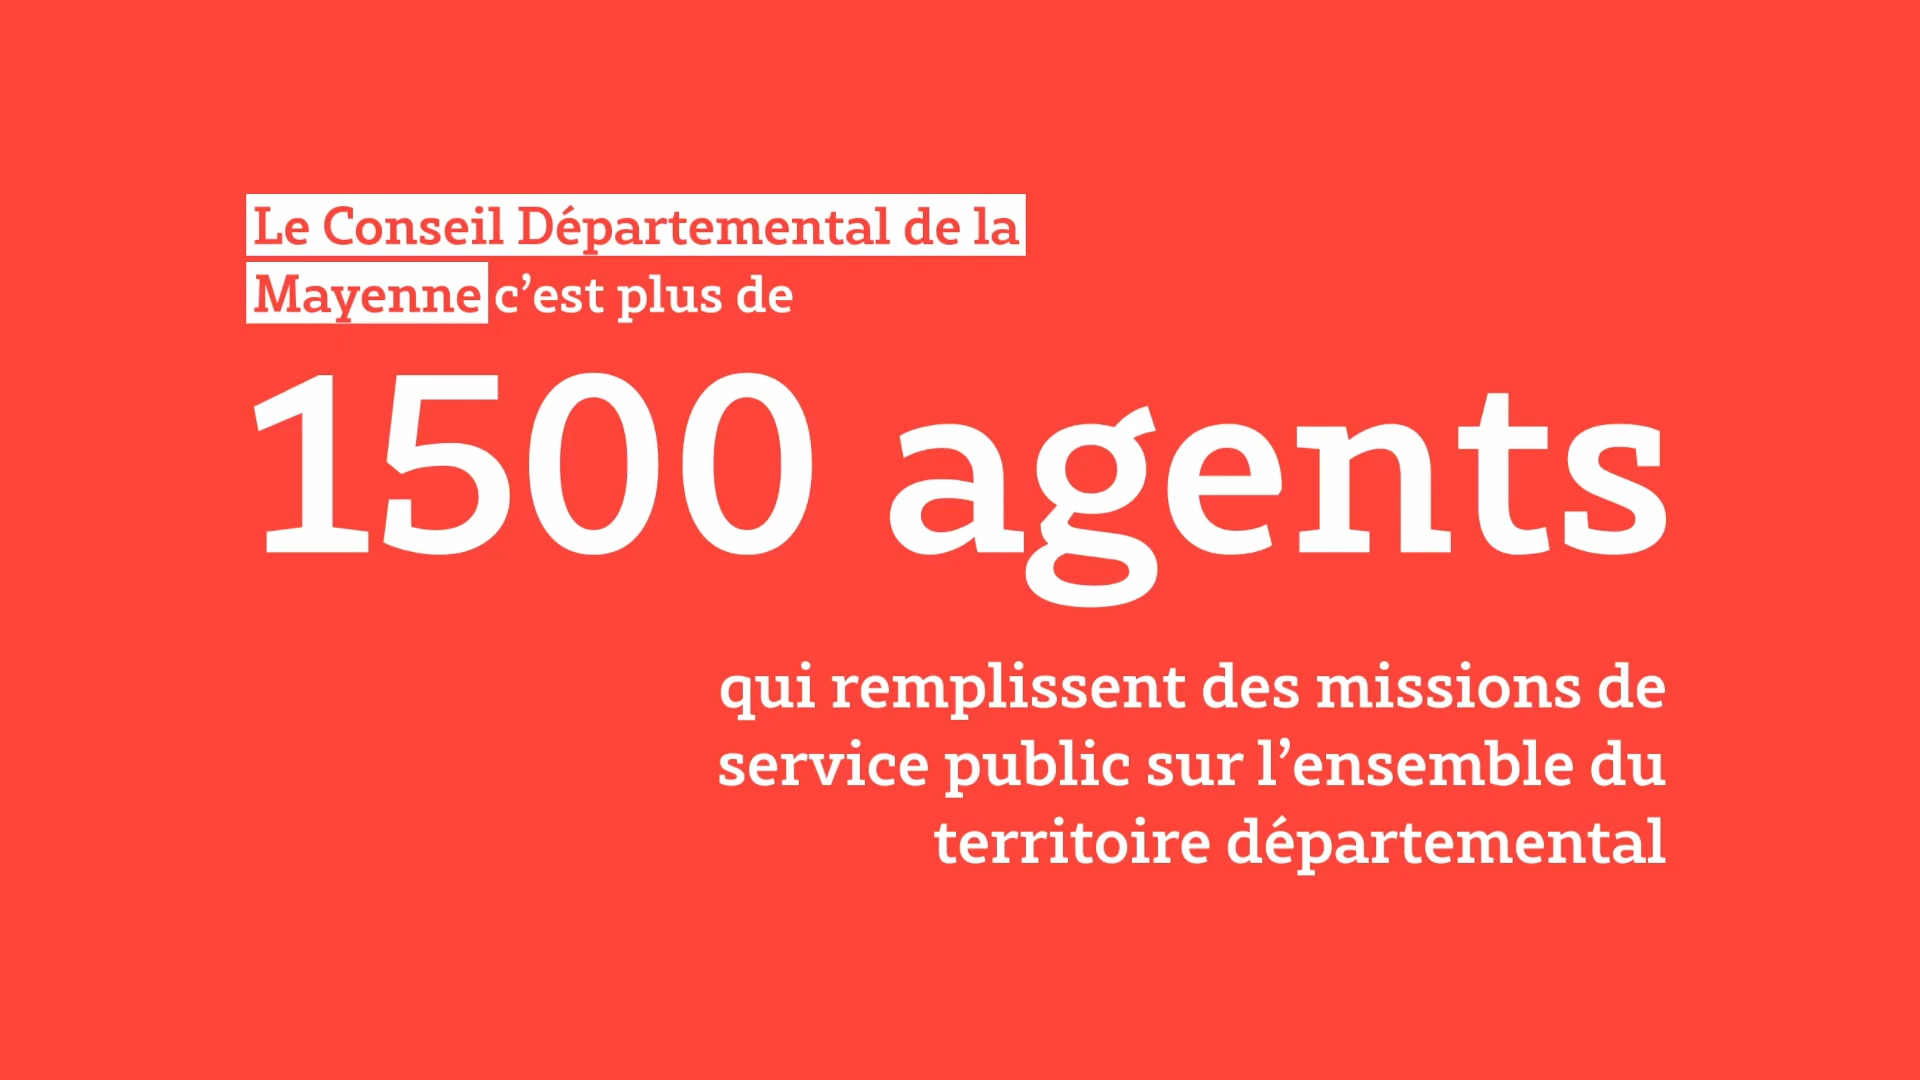 Le Conseil Départemental de la
Mayenne c’est plus de
1500 agents
qui remplissent des missions de
service public sur l’ensemble du
territoire départemental